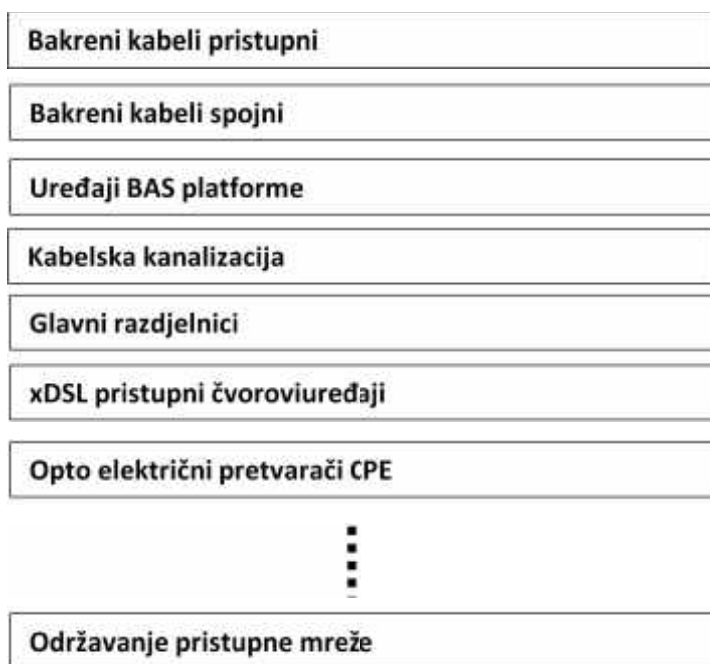 Bakreni kabeli pristupni
Bakreni kabeli spojni
Uređaji BAS platforme
Kabelska kanalizacija
Glavni razdjelnici
xDSL pristupni čvoroviuređaji
Opto električni pretvarači CPE
Održavanje pristupne mreže